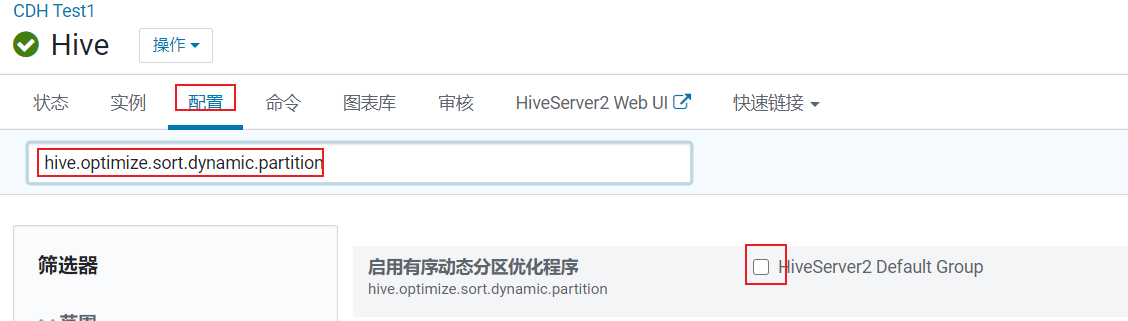 CDH Test1
Hive
操作
状态
实例
配置
命令
图表库
审核
HiveServer2 Web UI
快速链接
hive.optimize.sort.dynamic.partition
筛选器
启用有序动态分区优化程序
HiveServer2 Default Group
hive.optimize.sort.dynamic.partition
范围